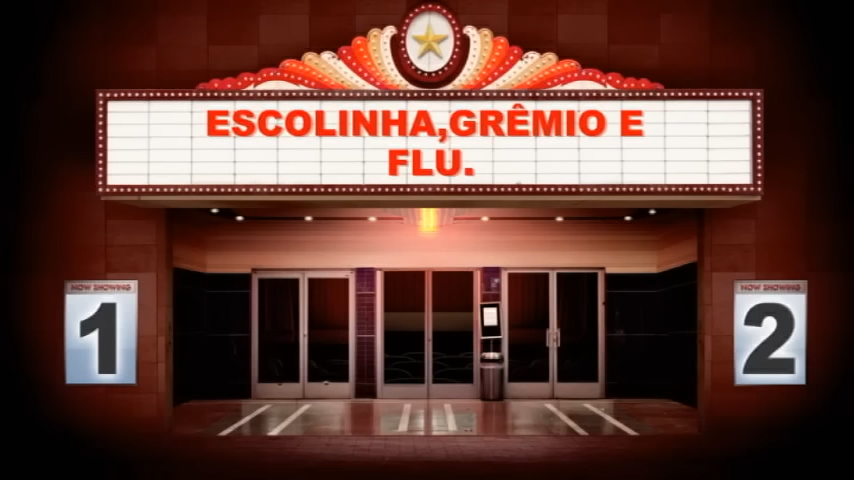 ESCOLINHA,GRÊMIO E
FLU.
NOW SHOWING
1
NOW SHOWING
2